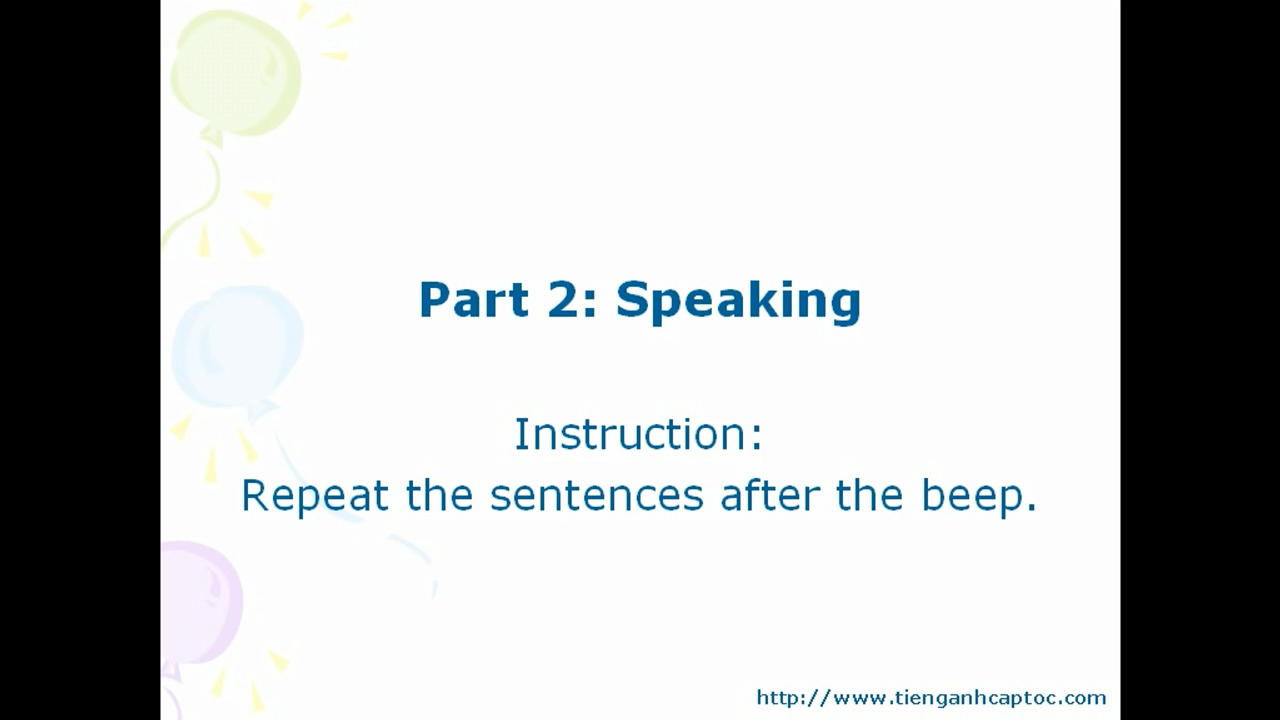 Part 2: Speaking
Instruction:
Repeat the sentences after the beep.
http://www.tienganhcaptoc.com